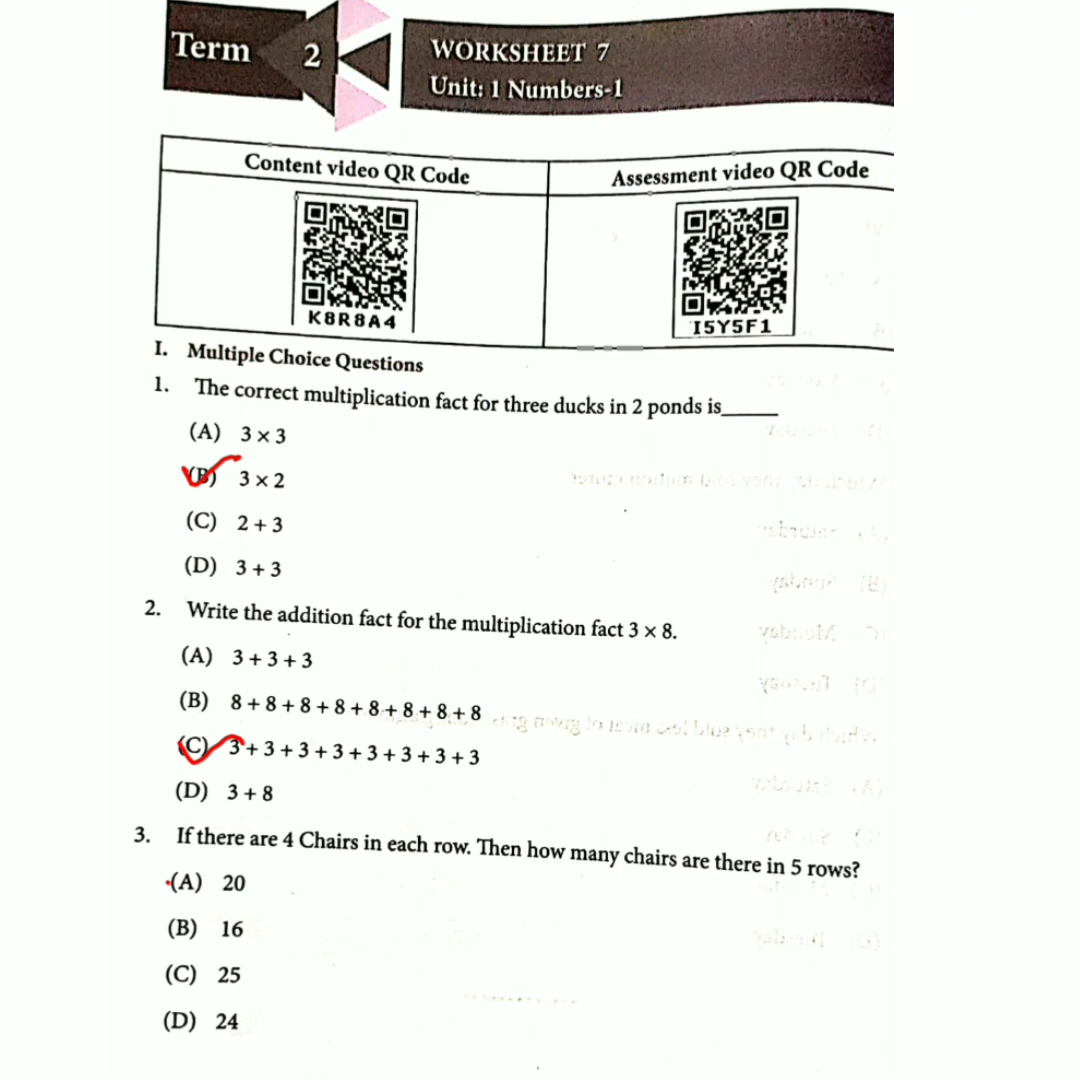 Term 2
WORKSHEET 7
Unit: 1 Numbers-1
Content video QR Code
Assessment video QR Code
K8R8A4
I5Y5F1
I. Multiple Choice Questions
1. The correct multiplication fact for three ducks in 2 ponds is_____
(A) 3 × 3
(B) 3 × 2
(C) 2 + 3
(D) 3 + 3
2. Write the addition fact for the multiplication fact 3 × 8.
(A) 3 + 3 + 3
(B) 8 + 8 + 8 + 8 + 8 + 8 + 8 + 8
(C) 3 + 3 + 3 + 3 + 3 + 3 + 3 + 3
(D) 3 + 8
3. If there are 4 Chairs in each row. Then how many chairs are there in 5 rows?
(A) 20
(B) 16
(C) 25
(D) 24